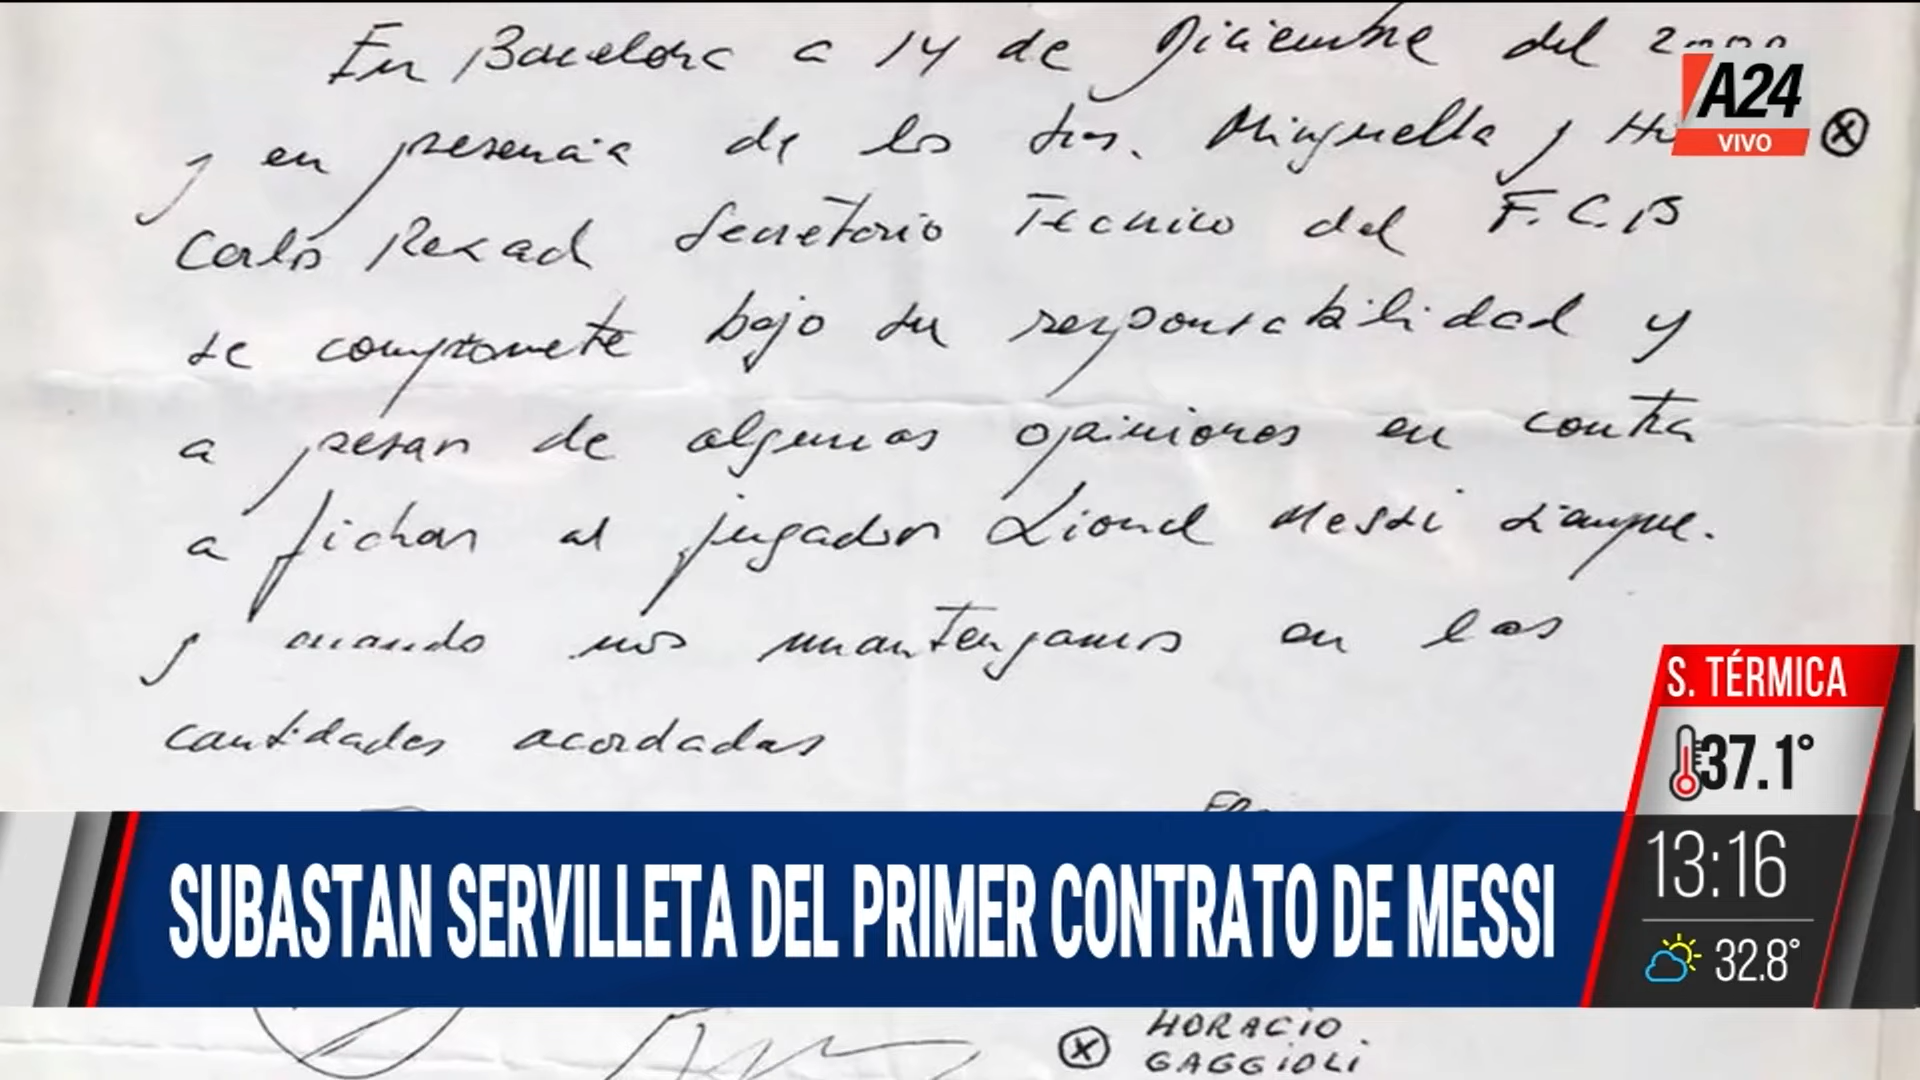 En Barcelona a 14 de Diciembre del
y en presencia de los Sres. Minguella y
Carlos Rexach Secretario Tecnico del F.C.B
se compromete bajo su responsabilidad y
a pesar de algunas opiniones en contra
a fichar al jugador Lionel Messi siempre.
y cuando nos mantengamos en las
cantidades acordadas
A24
VIVO
S. TÉRMICA
37.1°
13:16
32.8°
SUBASTAN SERVILLETA DEL PRIMER CONTRATO DE MESSI
HORACIO
GAGGIOLI